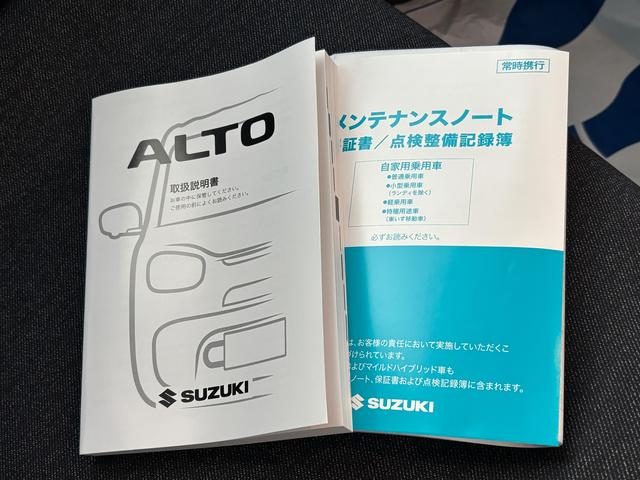 ALTO
取扱説明書
お車の中に保管してください。
ご使用の前によくお読みください。
SUZUKI
常時携行
メンテナンスノート
証書／点検整備記録簿
自家用乗用車
●普通乗用車
●小型乗用車
（ランディを除く）
●軽乗用車
●特種用途車
（車いす移動車）
必ずお読みください。
は、お客様の責任において実施していただくこ
づけられています。
およびマイルドハイブリッド車も
ノート、保証書および点検記録簿に含まれます。
SUZUKI